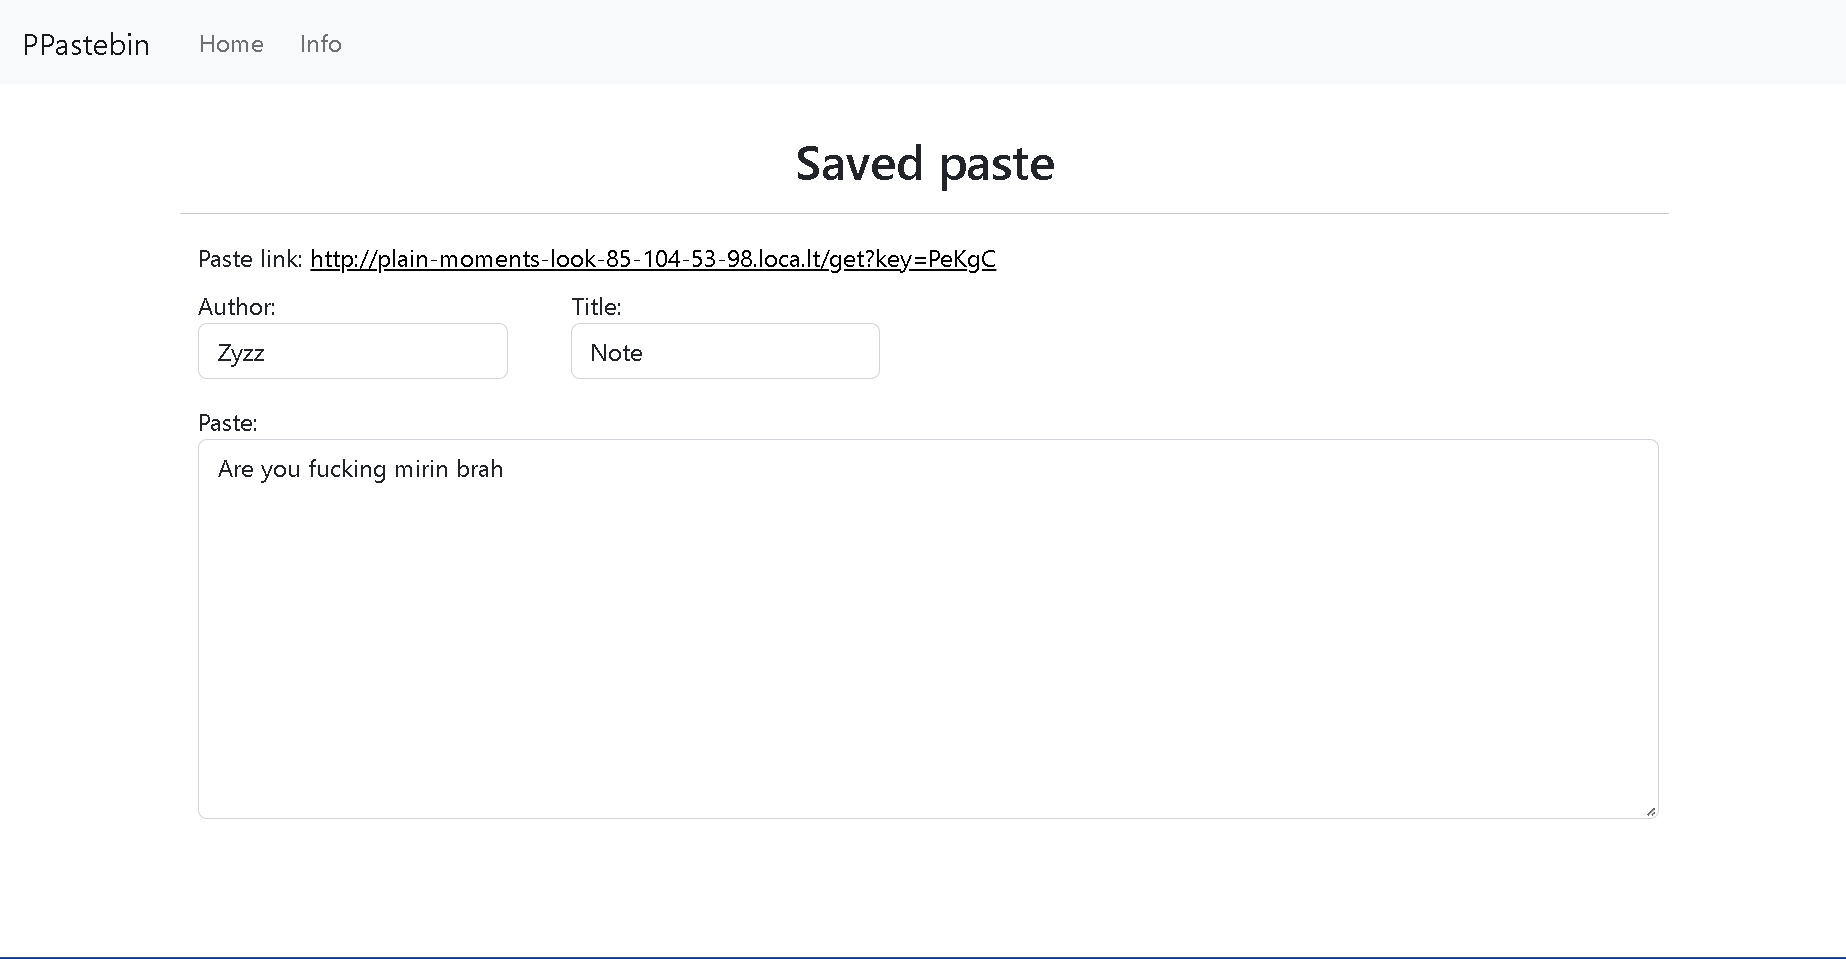 PPastebin Home Info
Saved paste
Paste link: http://plain-moments-look-85-104-53-98.loca.lt/get?key=PeKgC
Author: Title:
Zyzz Note
Paste:
Are you fucking mirin brah